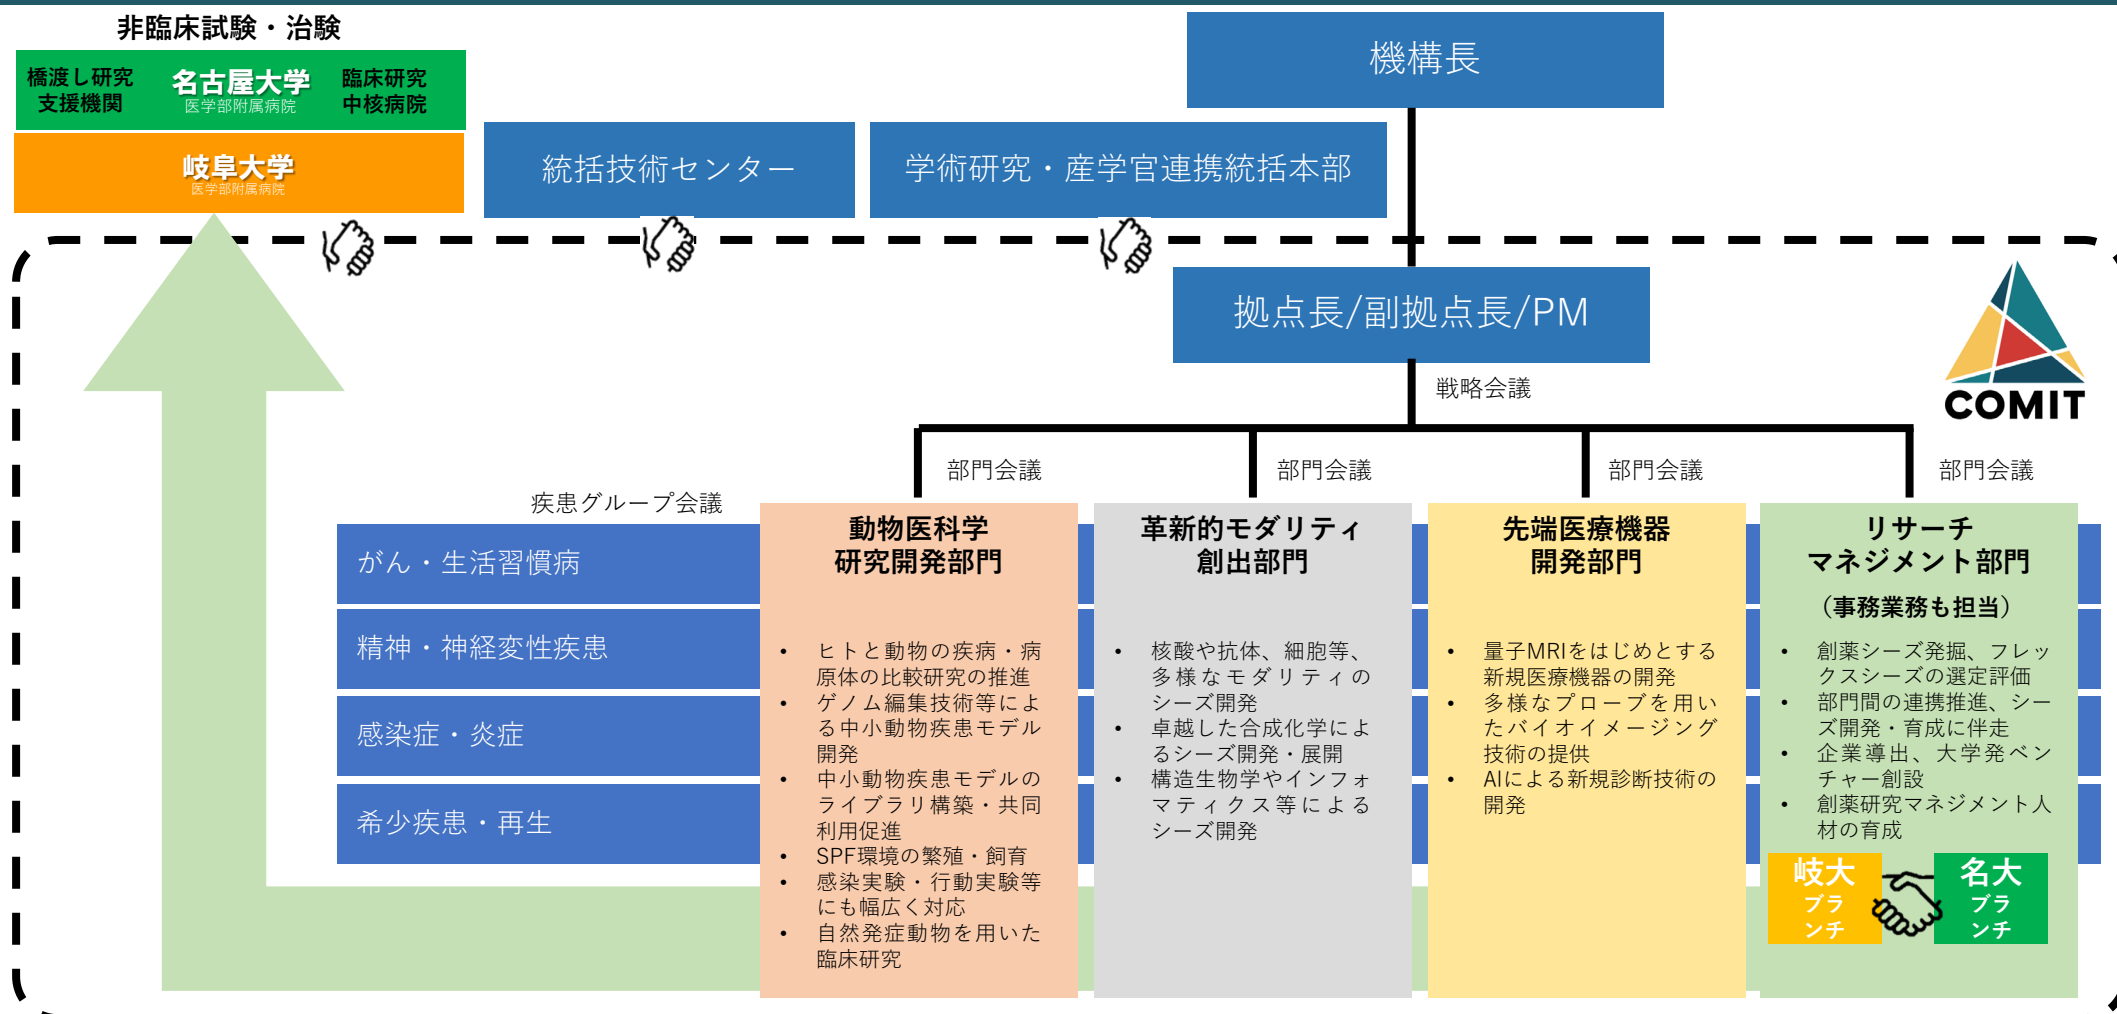 非臨床試験・治験
橋渡し研究
支援機関
名古屋大学
医学部附属病院
臨床研究
中核病院
岐阜大学
医学部附属病院
機構長
統括技術センター
学術研究・産学官連携統括本部
拠点長/副拠点長/PM
戦略会議
COMIT
部門会議
部門会議
部門会議
部門会議
疾患グループ会議
がん・生活習慣病
精神・神経変性疾患
感染症・炎症
希少疾患・再生
動物医科学
研究開発部門
• ヒトと動物の疾病・病
原体の比較研究の推進
• ゲノム編集技術等によ
る中小動物疾患モデル
開発
• 中小動物疾患モデルの
ライブラリ構築・共同
利用促進
• SPF環境の繁殖・飼育
• 感染実験・行動実験等
にも幅広く対応
• 自然発症動物を用いた
臨床研究
革新的モダリティ
創出部門
• 核酸や抗体、細胞等、
多様なモダリティの
シーズ開発
• 卓越した合成化学によ
るシーズ開発・展開
• 構造生物学やインフォ
マティクス等による
シーズ開発
先端医療機器
開発部門
• 量子MRIをはじめとする
新規医療機器の開発
• 多様なプローブを用い
たバイオイメージング
技術の提供
• AIによる新規診断技術の
開発
リサーチ
マネジメント部門
（事務業務も担当）
• 創薬シーズ発掘、フレッ
クスシーズの選定評価
• 部門間の連携推進、シー
ズ開発・育成に伴走
• 企業導出、大学発ベン
チャー創設
• 創薬研究マネジメント人
材の育成
岐大
ブラ
ンチ
名大
ブラ
ンチ